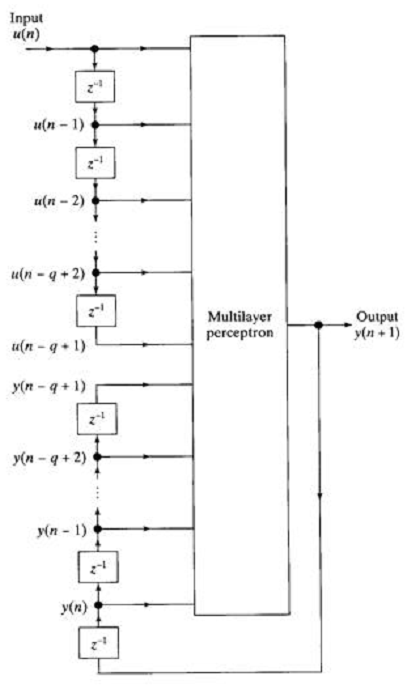 Input
u(n)
z⁻¹
u(n − 1)
z⁻¹
u(n − 2)
⋮
u(n − q + 2)
z⁻¹
u(n − q + 1)
Multilayer
perceptron
Output
y(n + 1)
y(n − q + 1)
z⁻¹
y(n − q + 2)
⋮
y(n − 1)
z⁻¹
y(n)
z⁻¹